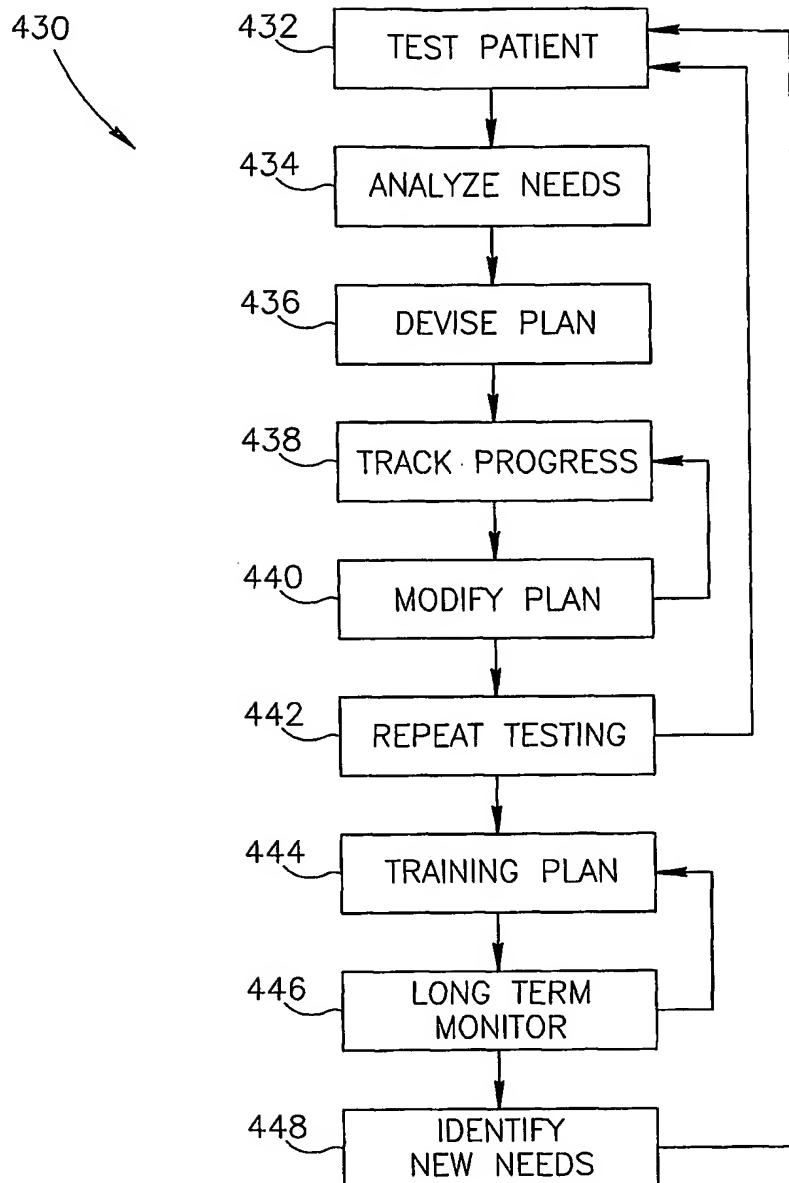 430
432
TEST PATIENT
434
ANALYZE NEEDS
436
DEVISE PLAN
438
TRACK PROGRESS
440
MODIFY PLAN
442
REPEAT TESTING
444
TRAINING PLAN
446
LONG TERM
MONITOR
448
IDENTIFY
NEW NEEDS